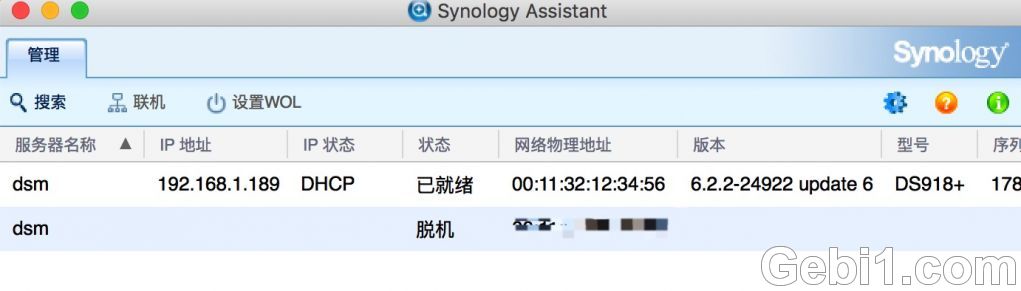 Synology Assistant
管理
Synology
搜索 联机 设置WOL
服务器名称 IP 地址 IP 状态 状态 网络物理地址 版本 型号 序列
dsm 192.168.1.189 DHCP 已就绪 00:11:32:12:34:56 6.2.2-24922 update 6 DS918+ 178
dsm 脱机
Gebi1.com